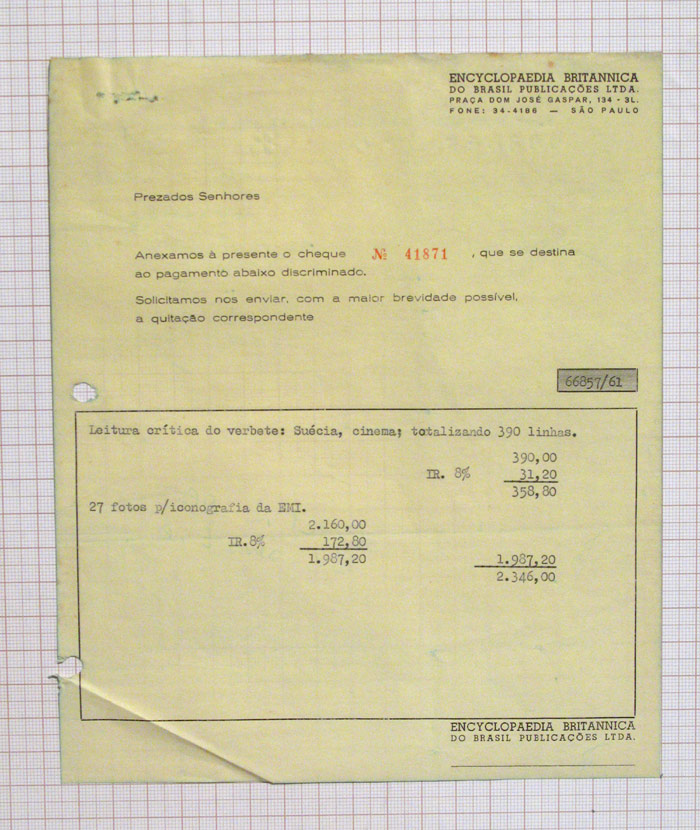 ENCYCLOPAEDIA BRITANNICA
DO BRASIL PUBLICAÇÕES LTDA.
PRAÇA DOM JOSÉ GASPAR, 134 - 3L.
FONE: 34-4186 — SÃO PAULO
Prezados Senhores
Anexamos à presente o cheque Nº 41871 , que se destina
ao pagamento abaixo discriminado.
Solicitamos nos enviar, com a maior brevidade possível,
a quitação correspondente
66857/61
Leitura crítica do verbete: Suécia, cinema; totalizando 390 linhas.
390,00
IR. 8% 31,20
358,80
27 fotos p/iconografia da EMI.
2.160,00
IR.8% 172,80
1.987,20 1.987,20
2.346,00
ENCYCLOPAEDIA BRITANNICA
DO BRASIL PUBLICAÇÕES LTDA.